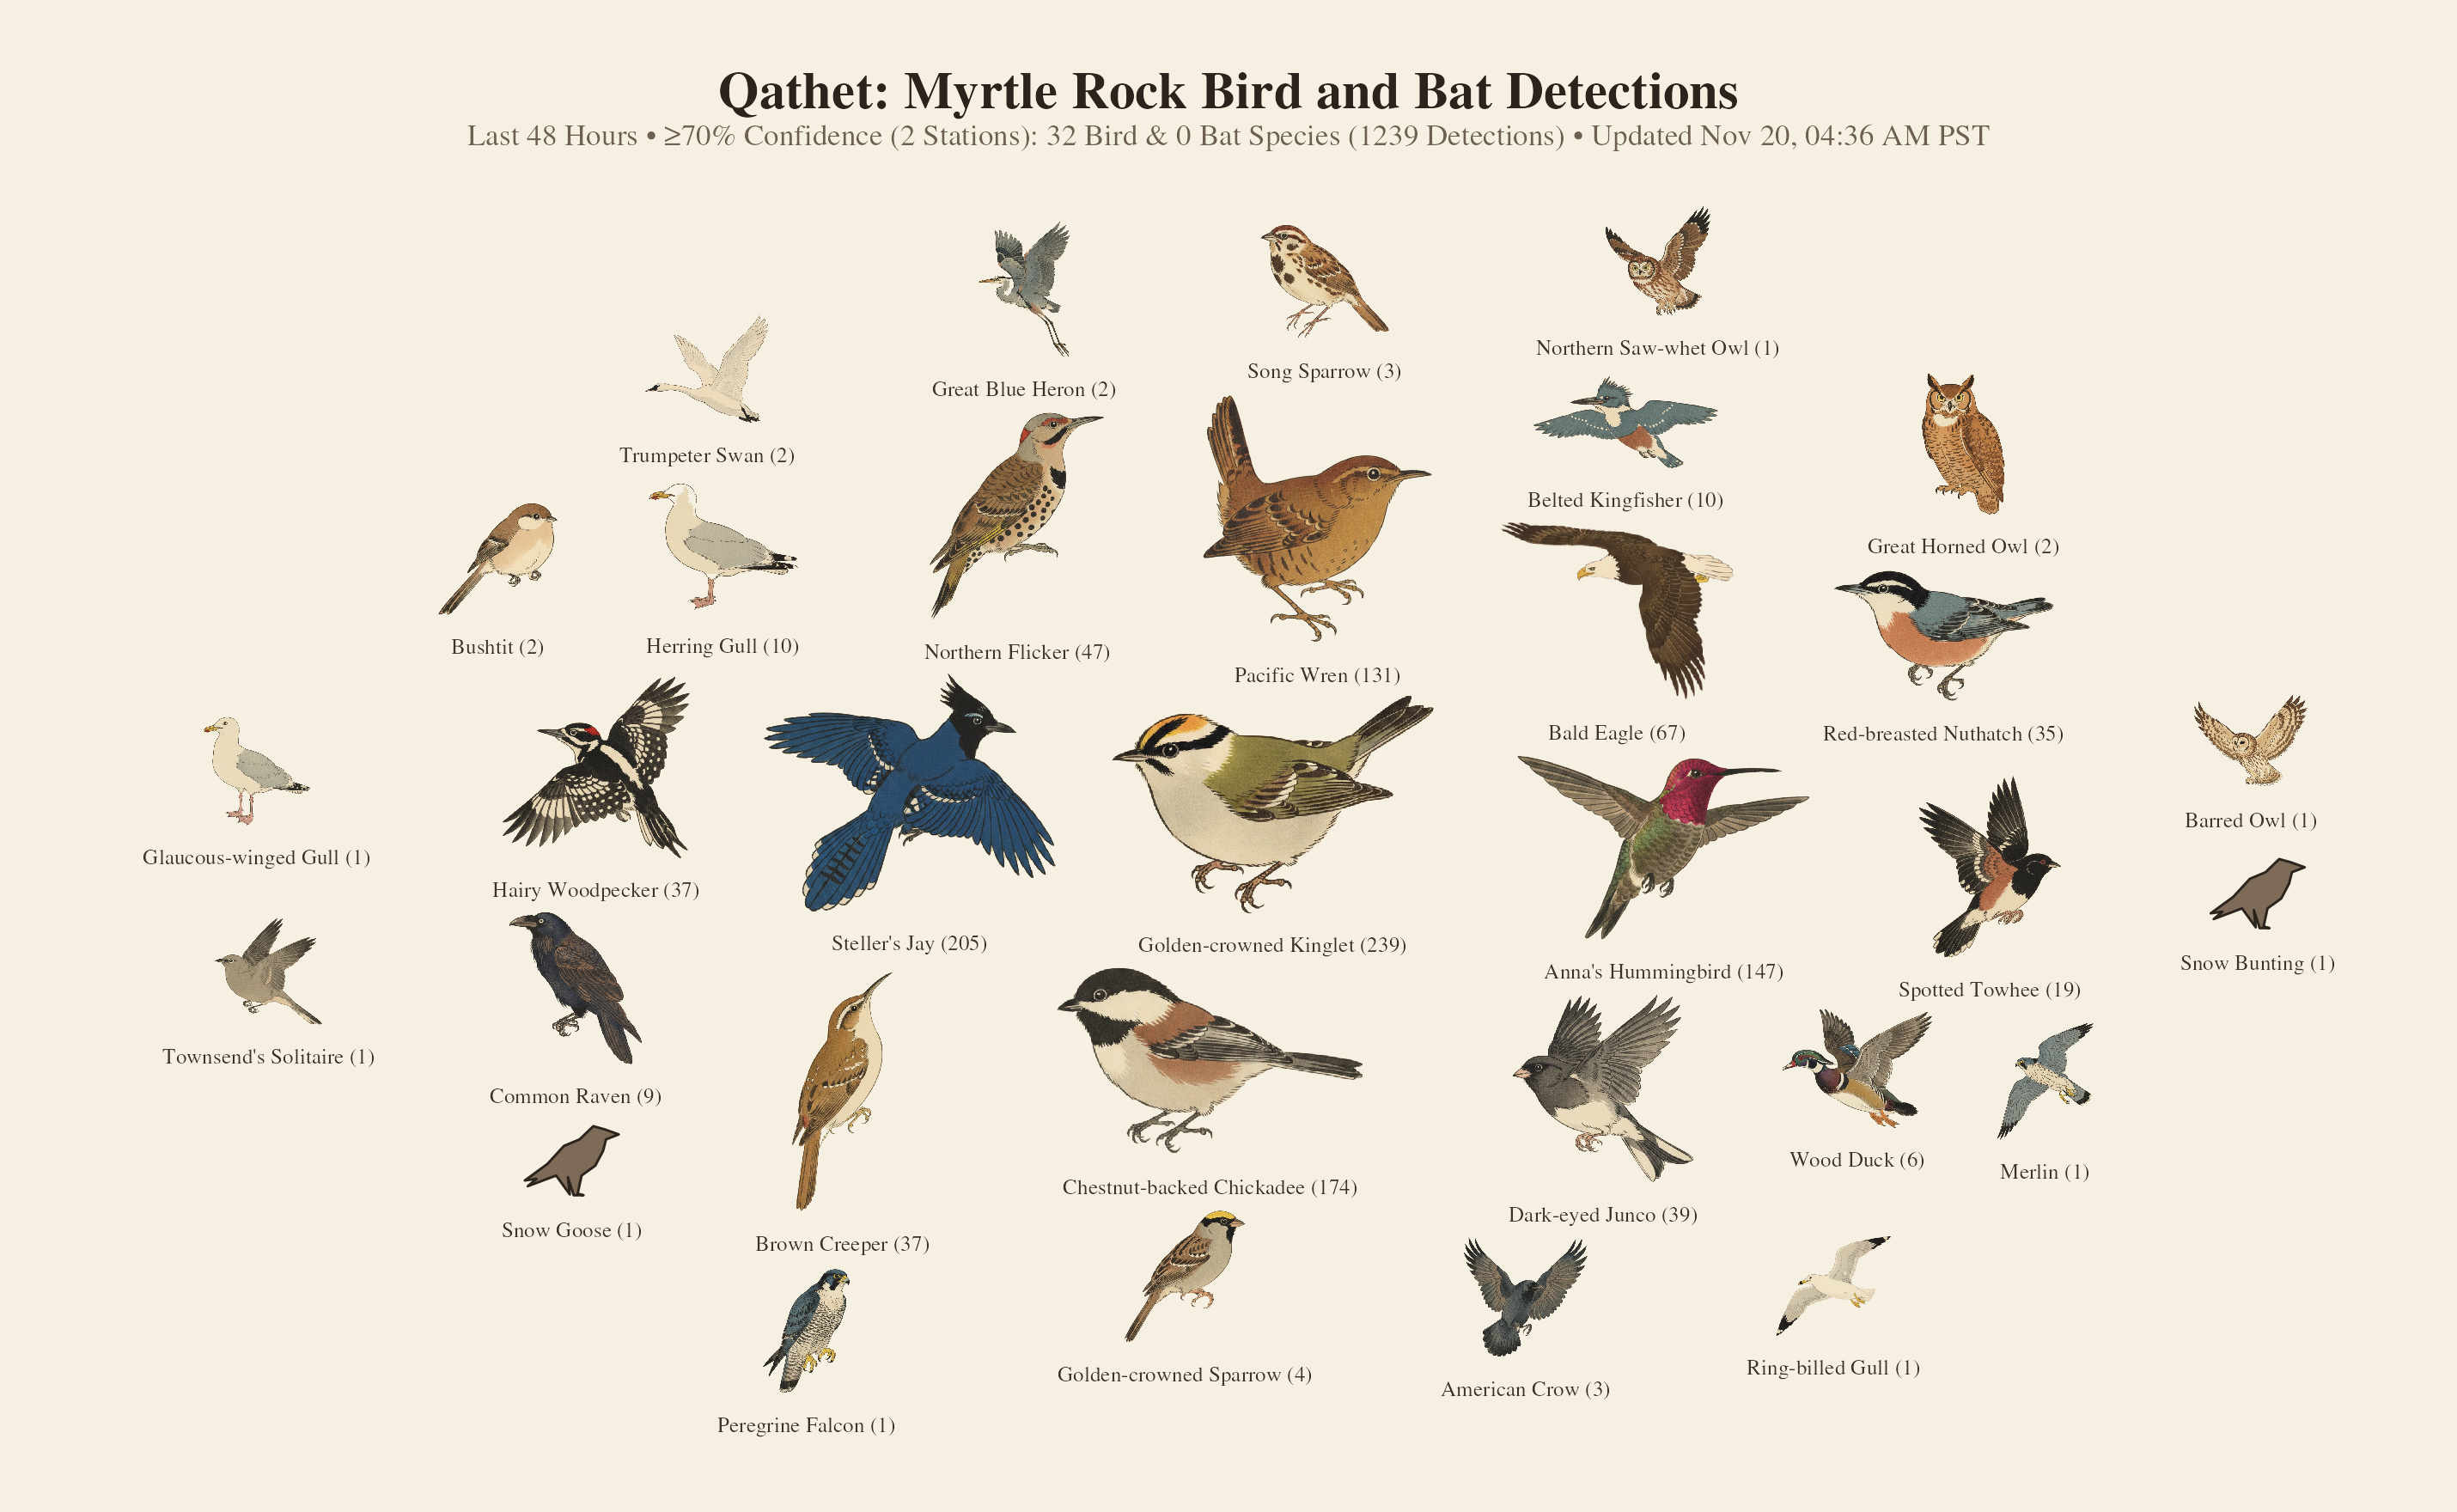 Qathet: Myrtle Rock Bird and Bat Detections
Last 48 Hours • ≥70% Confidence (2 Stations): 32 Bird & 0 Bat Species (1239 Detections) • Updated Nov 20, 04:36 AM PST
Northern Saw-whet Owl (1)
Song Sparrow (3)
Great Blue Heron (2)
Trumpeter Swan (2)
Belted Kingfisher (10)
Great Horned Owl (2)
Bushtit (2)
Herring Gull (10)
Northern Flicker (47)
Pacific Wren (131)
Bald Eagle (67)
Red-breasted Nuthatch (35)
Barred Owl (1)
Glaucous-winged Gull (1)
Hairy Woodpecker (37)
Steller's Jay (205)
Golden-crowned Kinglet (239)
Anna's Hummingbird (147)
Spotted Towhee (19)
Snow Bunting (1)
Townsend's Solitaire (1)
Common Raven (9)
Wood Duck (6)
Merlin (1)
Chestnut-backed Chickadee (174)
Dark-eyed Junco (39)
Snow Goose (1)
Brown Creeper (37)
Golden-crowned Sparrow (4)
American Crow (3)
Ring-billed Gull (1)
Peregrine Falcon (1)